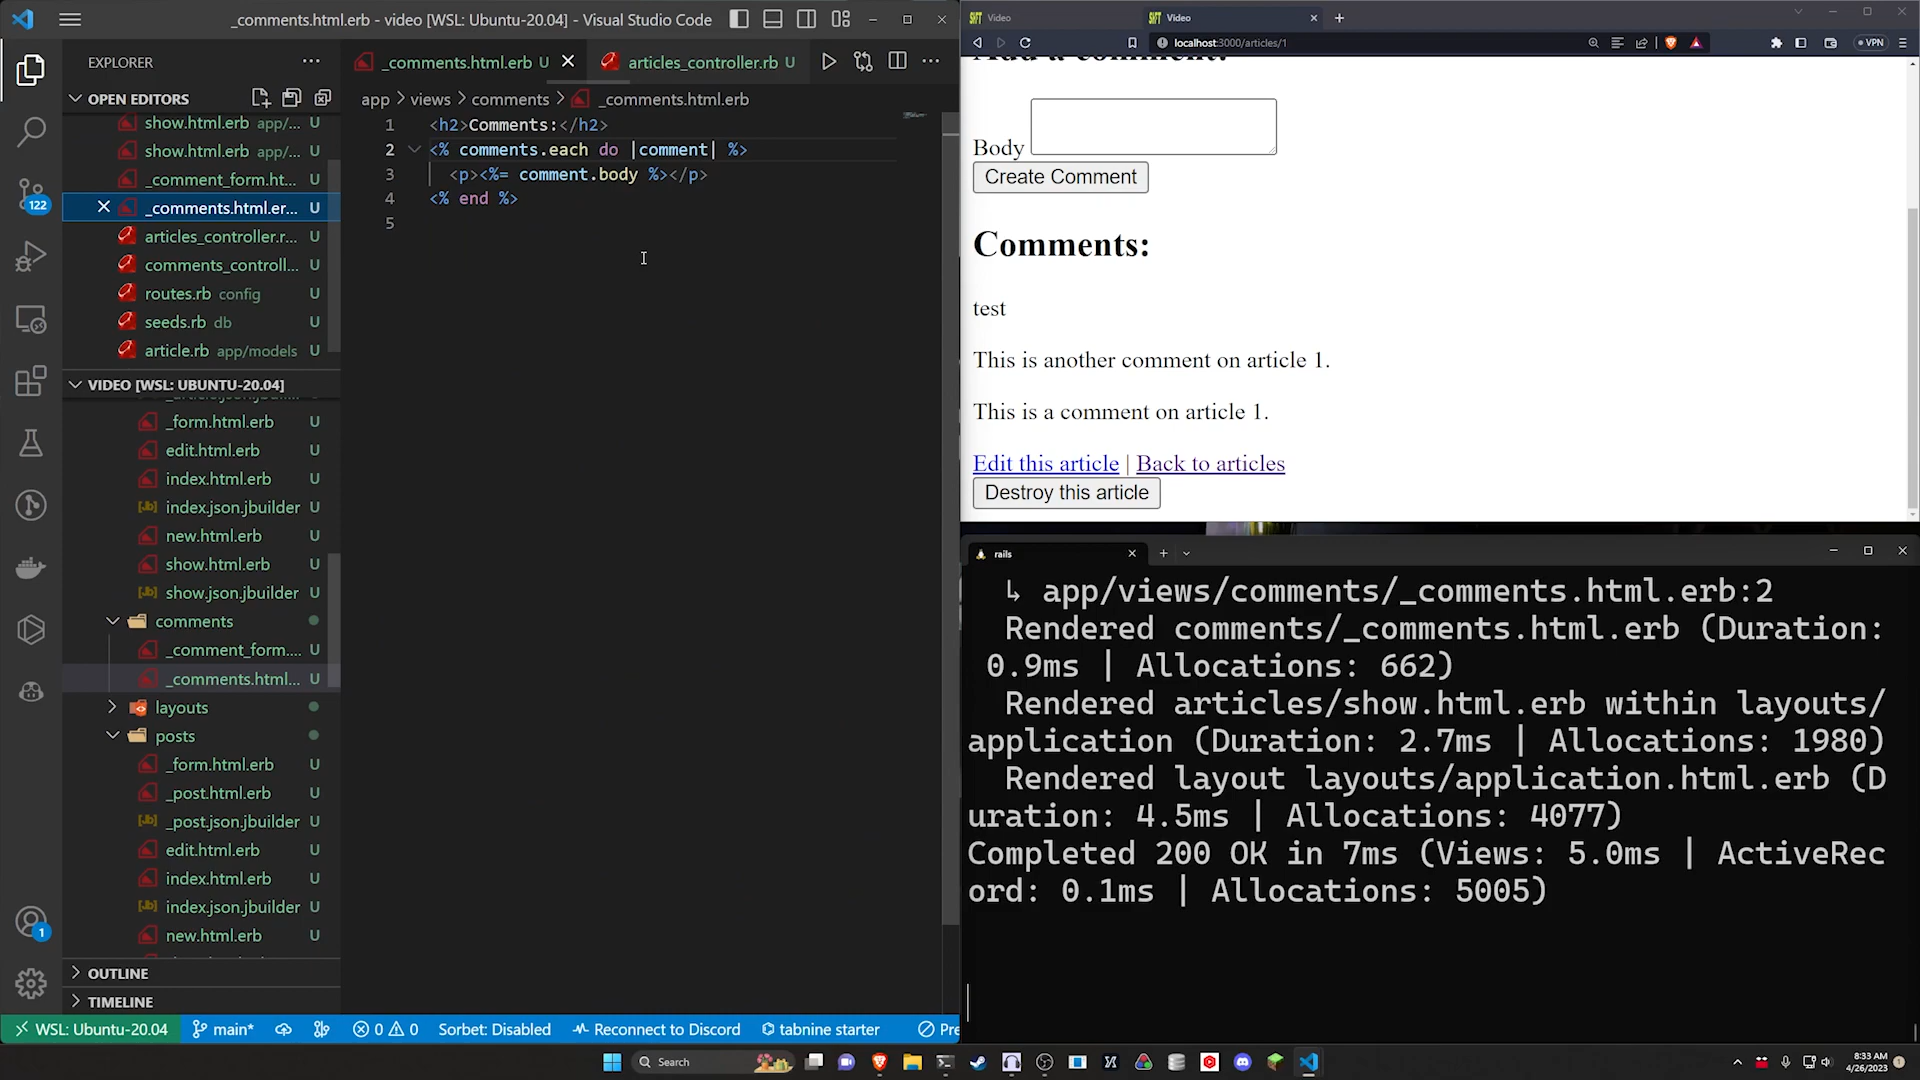 _comments.html.erb - video [WSL: Ubuntu-20.04] - Visual Studio Code
EXPLORER
OPEN EDITORS
show.html.erb app/... U
show.html.erb app/... U
_comment_form.ht... U
_comments.html.er... U
articles_controller.r... U
comments_controll... U
routes.rb config U
seeds.rb db U
article.rb app/models U
VIDEO [WSL: UBUNTU-20.04]
_form.html.erb U
edit.html.erb U
index.html.erb U
index.json.jbuilder U
new.html.erb U
show.html.erb U
show.json.jbuilder U
comments
_comment_form.... U
_comments.html... U
layouts
posts
_form.html.erb U
_post.html.erb U
_post.json.jbuilder U
edit.html.erb U
index.html.erb U
index.json.jbuilder U
new.html.erb U
OUTLINE
TIMELINE
122
1
_comments.html.erb U
articles_controller.rb U
app > views > comments > _comments.html.erb
1 <h2>Comments:</h2>
2 <% comments.each do |comment| %>
3 <p><%= comment.body %></p>
4 <% end %>
5
WSL: Ubuntu-20.04 main* 0 0 Sorbet: Disabled Reconnect to Discord tabnine starter Pre
Video
Video
localhost:3000/articles/1
VPN
Add a comment:
Body
Create Comment
Comments:
test
This is another comment on article 1.
This is a comment on article 1.
Edit this article | Back to articles
Destroy this article
rails
↳ app/views/comments/_comments.html.erb:2
Rendered comments/_comments.html.erb (Duration:
0.9ms | Allocations: 662)
Rendered articles/show.html.erb within layouts/
application (Duration: 2.7ms | Allocations: 1980)
Rendered layout layouts/application.html.erb (D
uration: 4.5ms | Allocations: 4077)
Completed 200 OK in 7ms (Views: 5.0ms | ActiveRec
ord: 0.1ms | Allocations: 5005)
Search
8:33 AM
4/26/2023